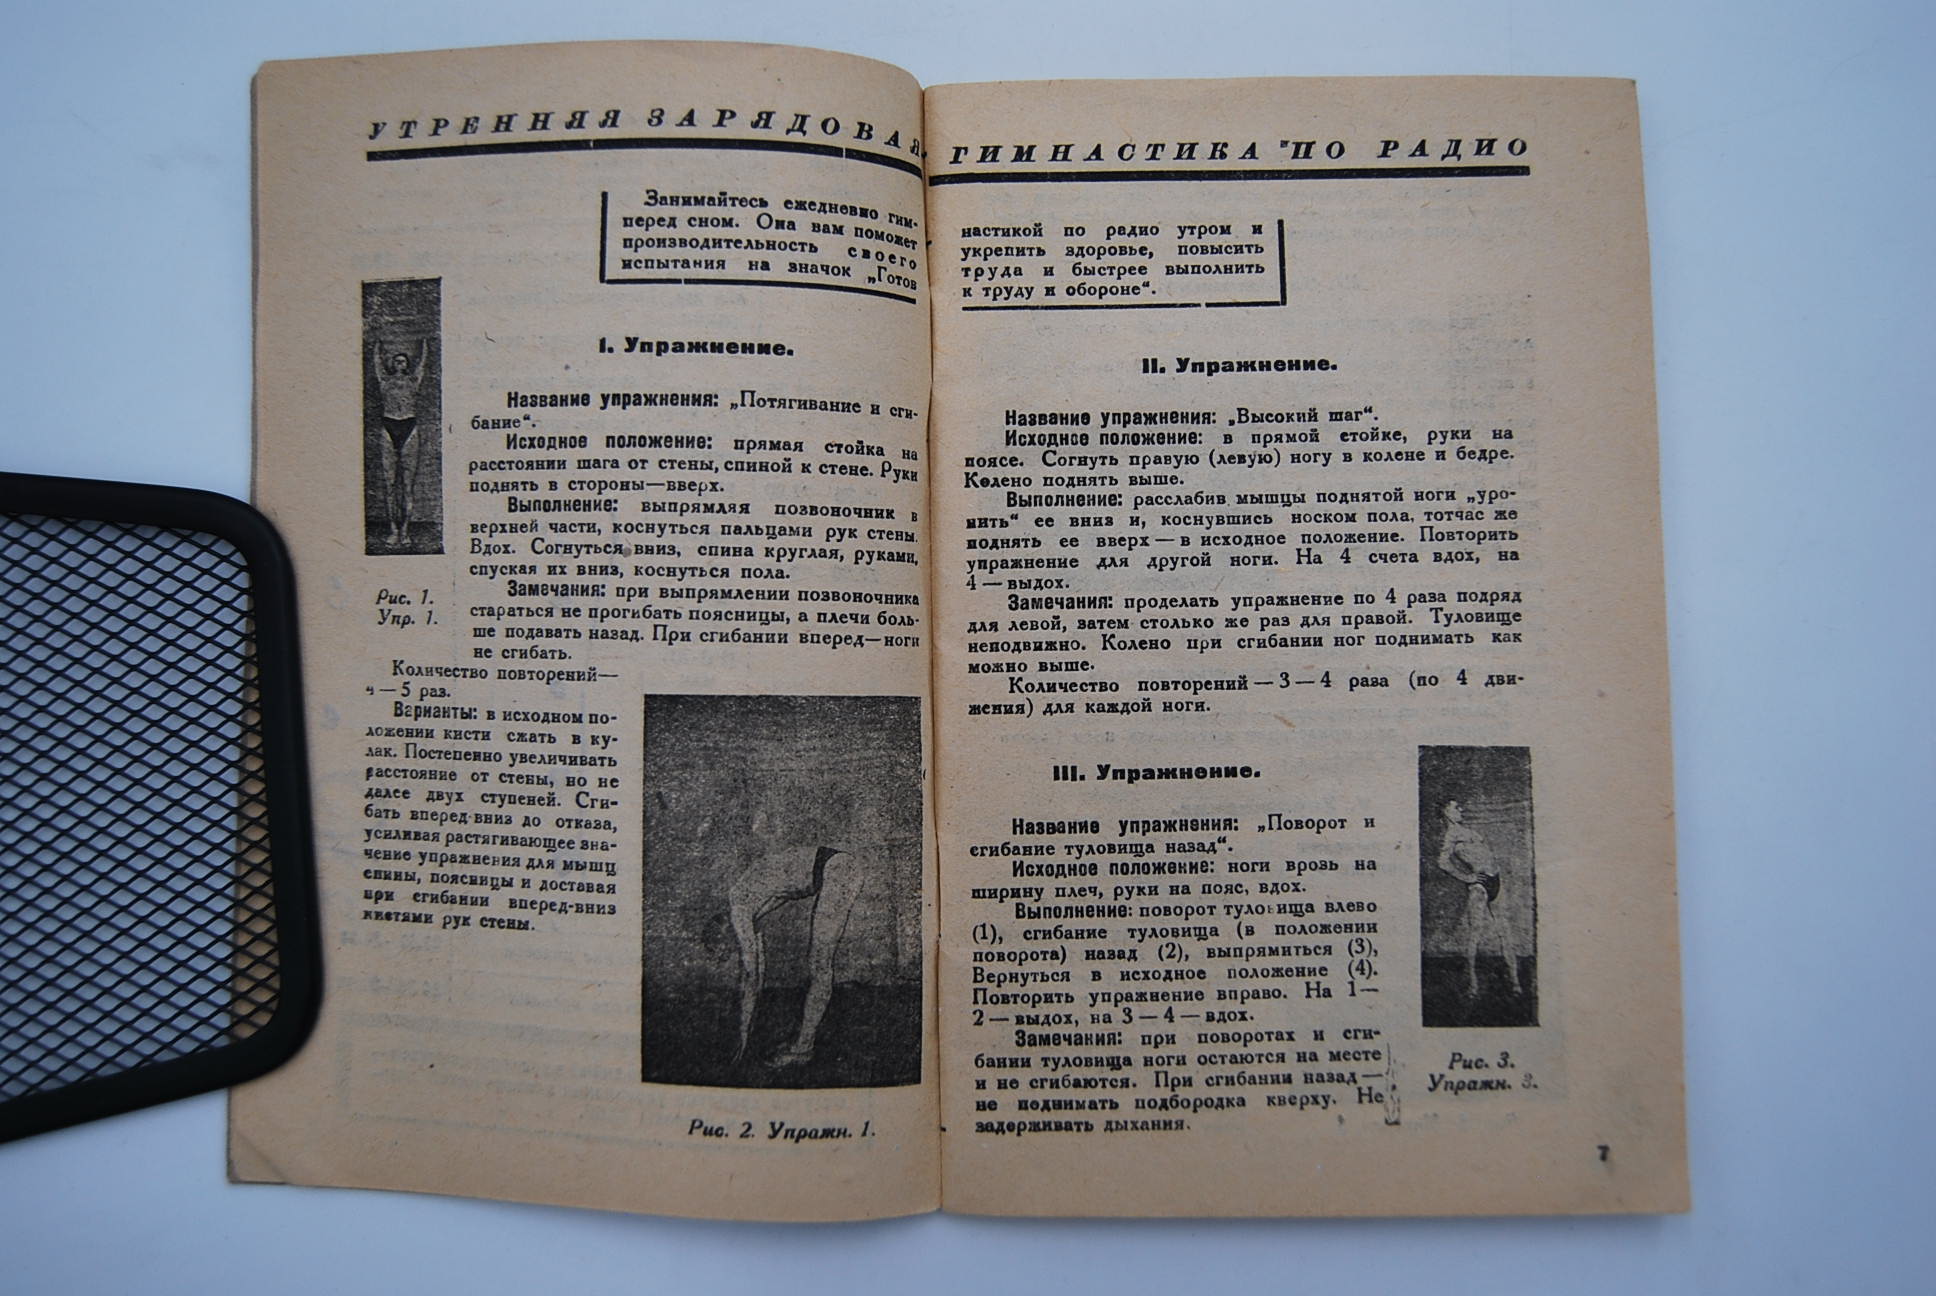 УТРЕННЯЯ ЗАРЯДОВАЯ
Занимайтесь ежедневно гим-
перед сном. Она вам поможет
производительность своего
испытания на значок „Готов
I. Упражнение.
Название упражнения: „Потягивание и сги-
бание“.
Исходное положение: прямая стойка на
расстоянии шага от стены, спиной к стене. Руки
поднять в стороны—вверх.
Выполнение: выпрямляя позвоночник в
верхней части, коснуться пальцами рук стены.
Вдох. Согнуться вниз, спина круглая, руками,
спуская их вниз, коснуться пола.
Замечания: при выпрямлении позвоночника
стараться не прогибать поясницы, а плечи боль-
ше подавать назад. При сгибании вперед—ноги
не сгибать.
Рис. 1.
Упр. 1.
Количество повторений—
4 — 5 раз.
Варианты: в исходном по-
ложении кисти сжать в ку-
лак. Постепенно увеличивать
расстояние от стены, но не
далее двух ступеней. Сги-
бать вперед-вниз до отказа,
усиливая растягивающее зна-
чение упражнения для мышц
спины, поясницы и доставая
при сгибании вперед-вниз
кистями рук стены.
Рис. 2. Упражн. 1.
ГИМНАСТИКА ПО РАДИО
настикой по радио утром и
укрепить здоровье, повысить
труда и быстрее выполнить
к труду и обороне“.
II. Упражнение.
Название упражнения: „Высокий шаг“.
Исходное положение: в прямой стойке, руки на
поясе. Согнуть правую (левую) ногу в колене и бедре.
Колено поднять выше.
Выполнение: расслабив мышцы поднятой ноги „уро-
нить“ ее вниз и, коснувшись носком пола, тотчас же
поднять ее вверх — в исходное положение. Повторить
упражнение для другой ноги. На 4 счета вдох, на
4 — выдох.
Замечания: проделать упражнение по 4 раза подряд
для левой, затем столько же раз для правой. Туловище
неподвижно. Колено при сгибании ног поднимать как
можно выше.
Количество повторений — 3 — 4 раза (по 4 дви-
жения) для каждой ноги.
III. Упражнение.
Название упражнения: „Поворот и
сгибание туловища назад“.
Исходное положение: ноги врозь на
ширину плеч, руки на пояс, вдох.
Выполнение: поворот туловища влево
(1), сгибание туловища (в положении
поворота) назад (2), выпрямиться (3),
Вернуться в исходное положение (4).
Повторить упражнение вправо. На 1—
2 — выдох, на 3 — 4 — вдох.
Замечания: при поворотах и сги-
бании туловища ноги остаются на месте
и не сгибаются. При сгибании назад —
не поднимать подбородка кверху. Не
задерживать дыхания.
Рис. 3.
Упражн. 3.
7